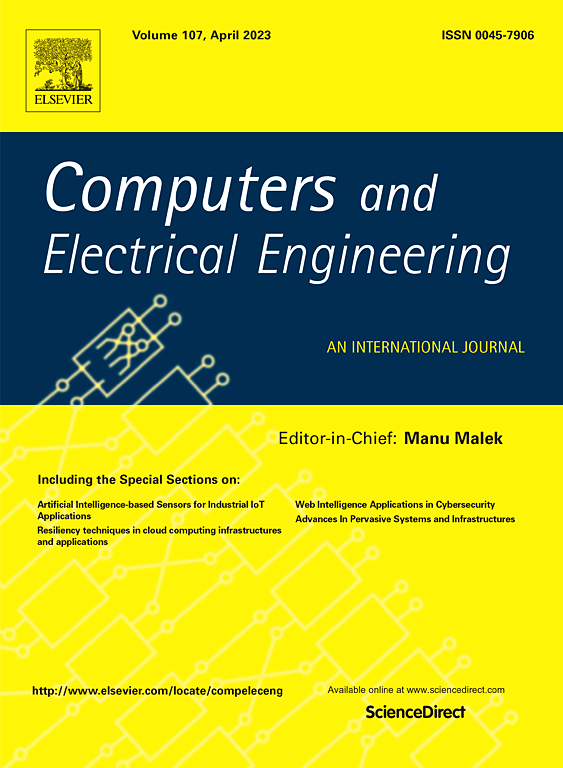 Volume 107, April 2023
ISSN 0045-7906
ELSEVIER
Computers and
Electrical Engineering
AN INTERNATIONAL JOURNAL
Editor-in-Chief: Manu Malek
Including the Special Sections on:
Artificial Intelligence-based Sensors for Industrial IoT
Applications
Resiliency techniques in cloud computing infrastructures
and applications
Web Intelligence Applications in Cybersecurity
Advances In Pervasive Systems and Infrastructures
http://www.elsevier.com/locate/compeleceng
Available online at www.sciencedirect.com
ScienceDirect